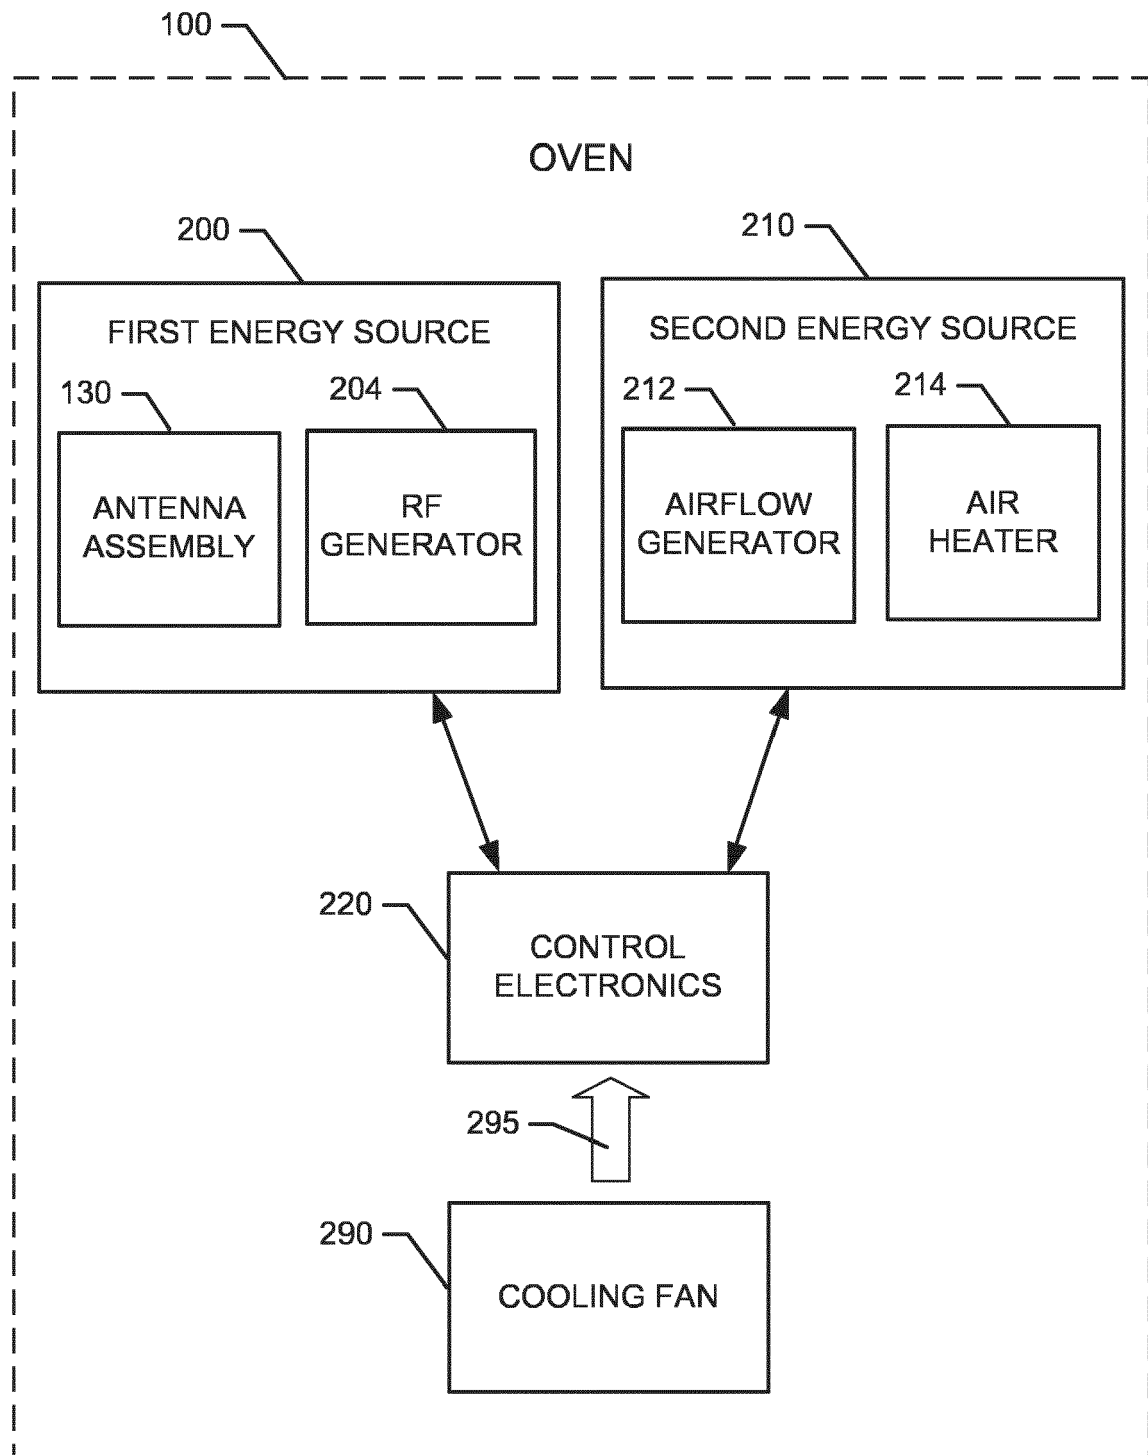 100
OVEN
200
210
FIRST ENERGY SOURCE
SECOND ENERGY SOURCE
130
204
212
214
ANTENNA
ASSEMBLY
RF
GENERATOR
AIRFLOW
GENERATOR
AIR
HEATER
220
CONTROL
ELECTRONICS
295
290
COOLING FAN